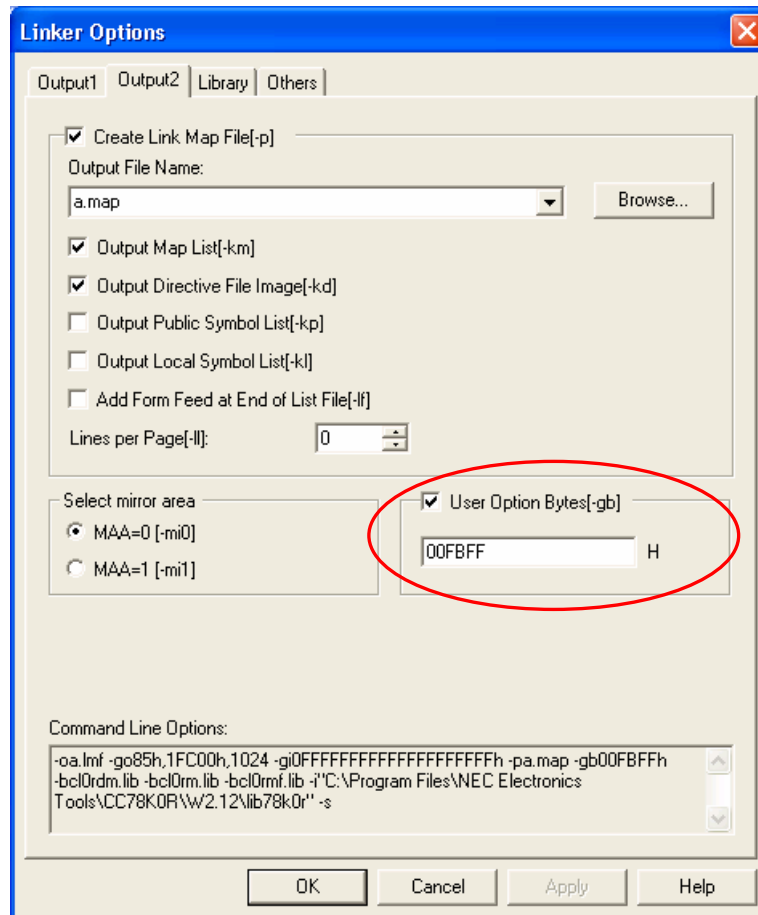 Linker Options
Output1 Output2 Library Others
Create Link Map File[-p]
Output File Name:
a.map
Browse...
Output Map List[-km]
Output Directive File Image[-kd]
Output Public Symbol List[-kp]
Output Local Symbol List[-kl]
Add Form Feed at End of List File[-lf]
Lines per Page[-ll]: 0
Select mirror area
MAA=0 [-mi0]
MAA=1 [-mi1]
User Option Bytes[-gb]
00FBFF H
Command Line Options:
-oa.lmf -go85h,1FC00h,1024 -gi0FFFFFFFFFFFFFFFFFFFFh -pa.map -gb00FBFFh
-bcl0rdm.lib -bcl0rm.lib -bcl0rmf.lib -i"C:\Program Files\NEC Electronics
Tools\CC78K0R\W2.12\lib78k0r" -s
OK Cancel Apply Help